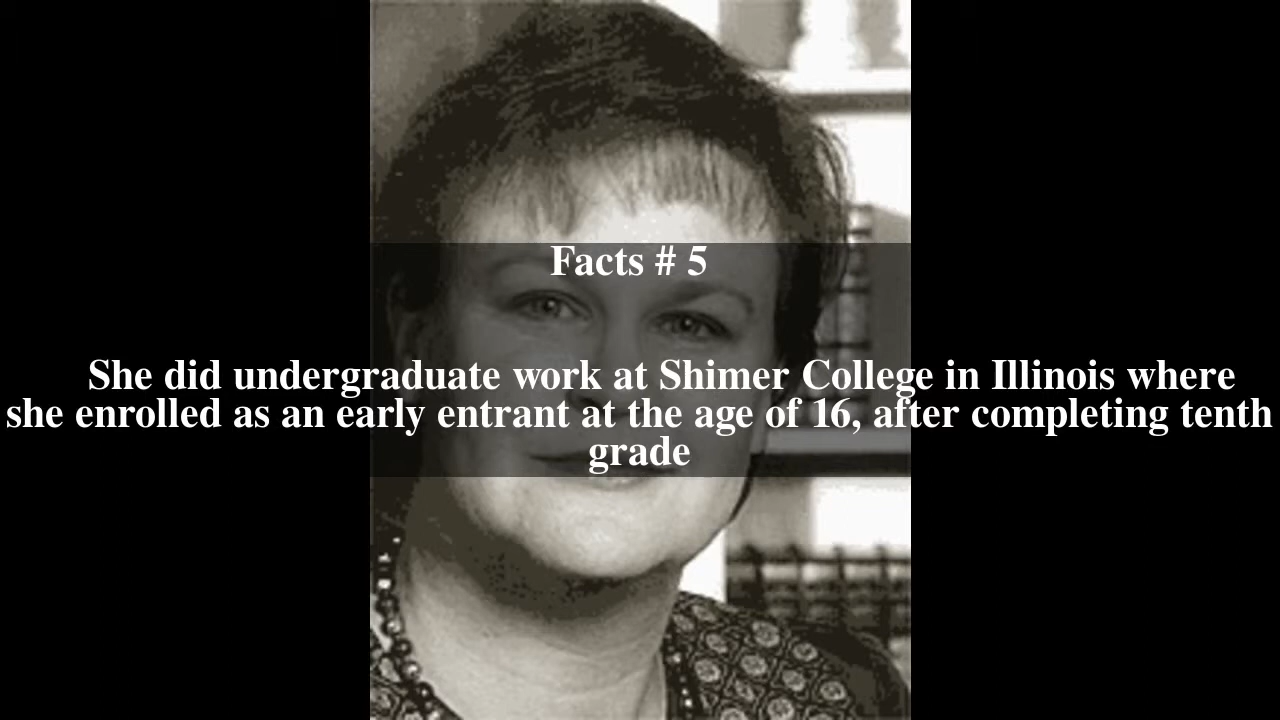 Facts # 5
She did undergraduate work at Shimer College in Illinois where
she enrolled as an early entrant at the age of 16, after completing tenth
grade